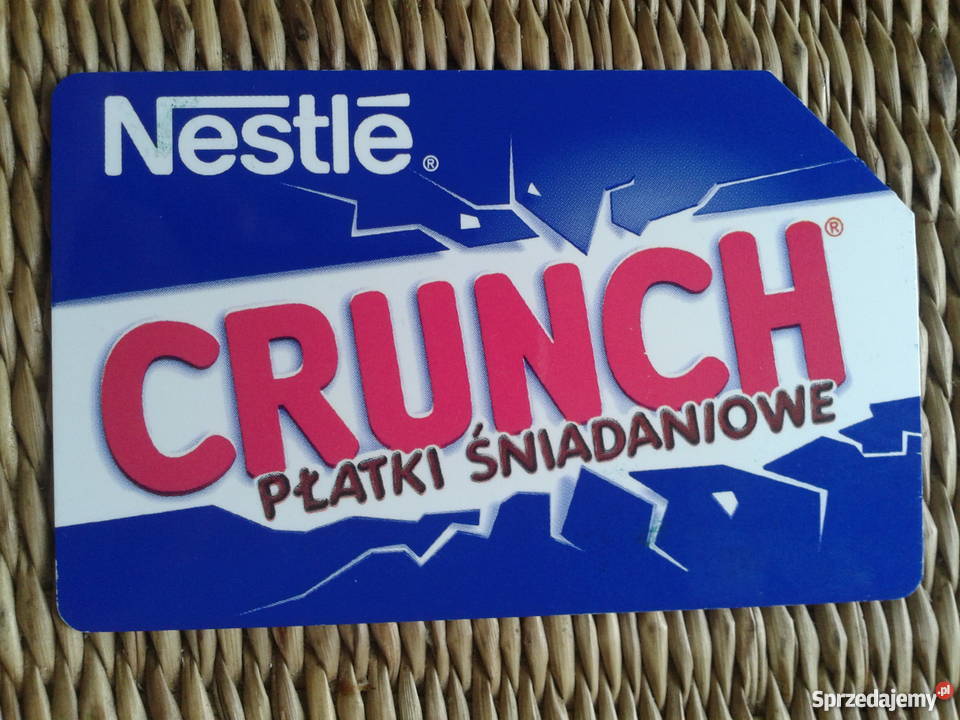 Nestlé®
CRUNCH®
PŁATKI ŚNIADANIOWE
Sprzedajemy.pl